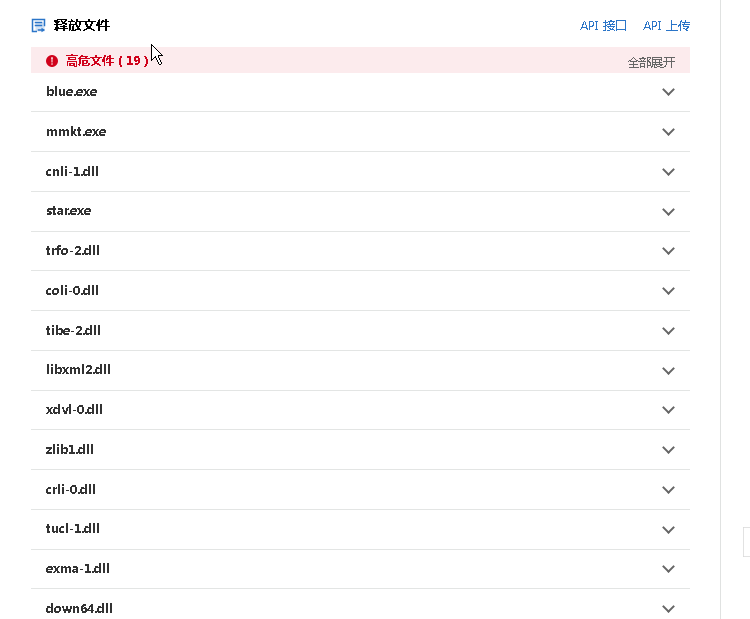 释放文件 API 接口 API 上传
高危文件 ( 19 ) 全部展开
blue.exe
mmkt.exe
cnli-1.dll
star.exe
trfo-2.dll
coli-0.dll
tibe-2.dll
libxml2.dll
xdvl-0.dll
zlib1.dll
crli-0.dll
tucl-1.dll
exma-1.dll
down64.dll